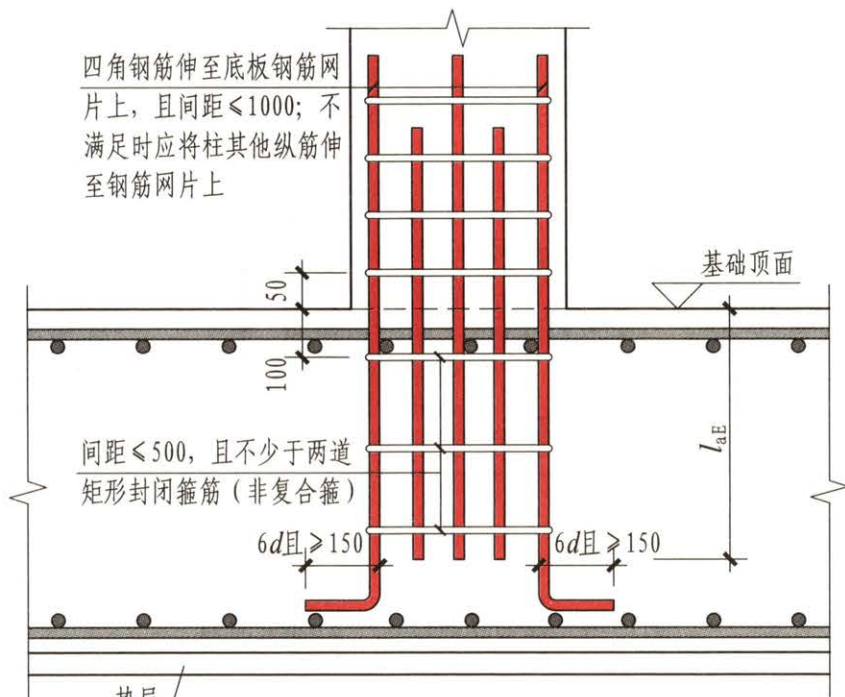 四角钢筋伸至底板钢筋网
片上，且间距≤1000；不
满足时应将柱其他纵筋伸
至钢筋网片上
基础顶面
50
100
laE
间距≤500，且不少于两道
矩形封闭箍筋（非复合箍）
6d且≥150
6d且≥150
垫层